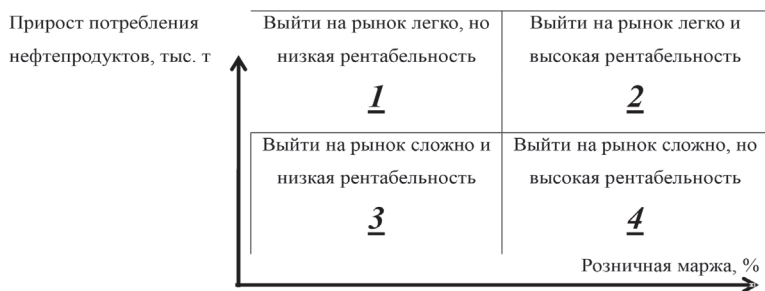 Прирост потребления
нефтепродуктов, тыс. т
Выйти на рынок легко, но
низкая рентабельность
1
Выйти на рынок легко и
высокая рентабельность
2
Выйти на рынок сложно и
низкая рентабельность
3
Выйти на рынок сложно, но
высокая рентабельность
4
Розничная маржа, %